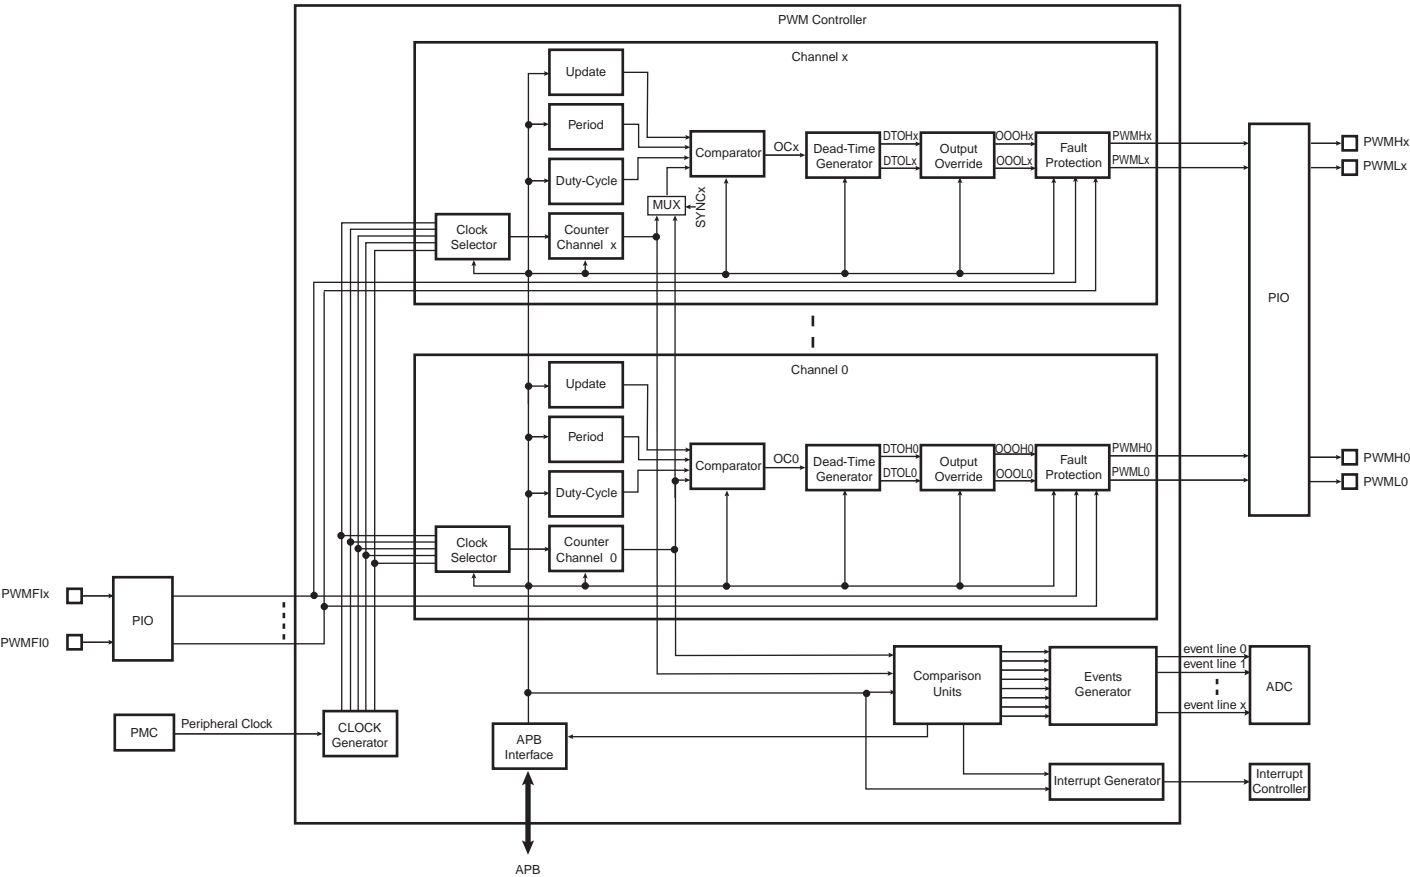 PWM Controller
Channel x
Update
Period
Comparator
OCx
Dead-Time
Generator
DTOHx
DTOLx
Output
Override
OOOHx
OOOLx
Fault
Protection
PWMHx
PWMLx
PWMHx
PWMLx
Duty-Cycle
MUX
SYNCx
Clock
Selector
Counter
Channel x
PIO
Channel 0
Update
Period
Comparator
OC0
Dead-Time
Generator
DTOH0
DTOL0
Output
Override
OOOH0
OOOL0
Fault
Protection
PWMH0
PWML0
PWMH0
PWML0
Duty-Cycle
Clock
Selector
Counter
Channel 0
PWMFIx
PWMFI0
PIO
Comparison
Units
Events
Generator
event line 0
event line 1
event line x
ADC
PMC
Peripheral Clock
CLOCK
Generator
APB
Interface
Interrupt Generator
Interrupt
Controller
APB